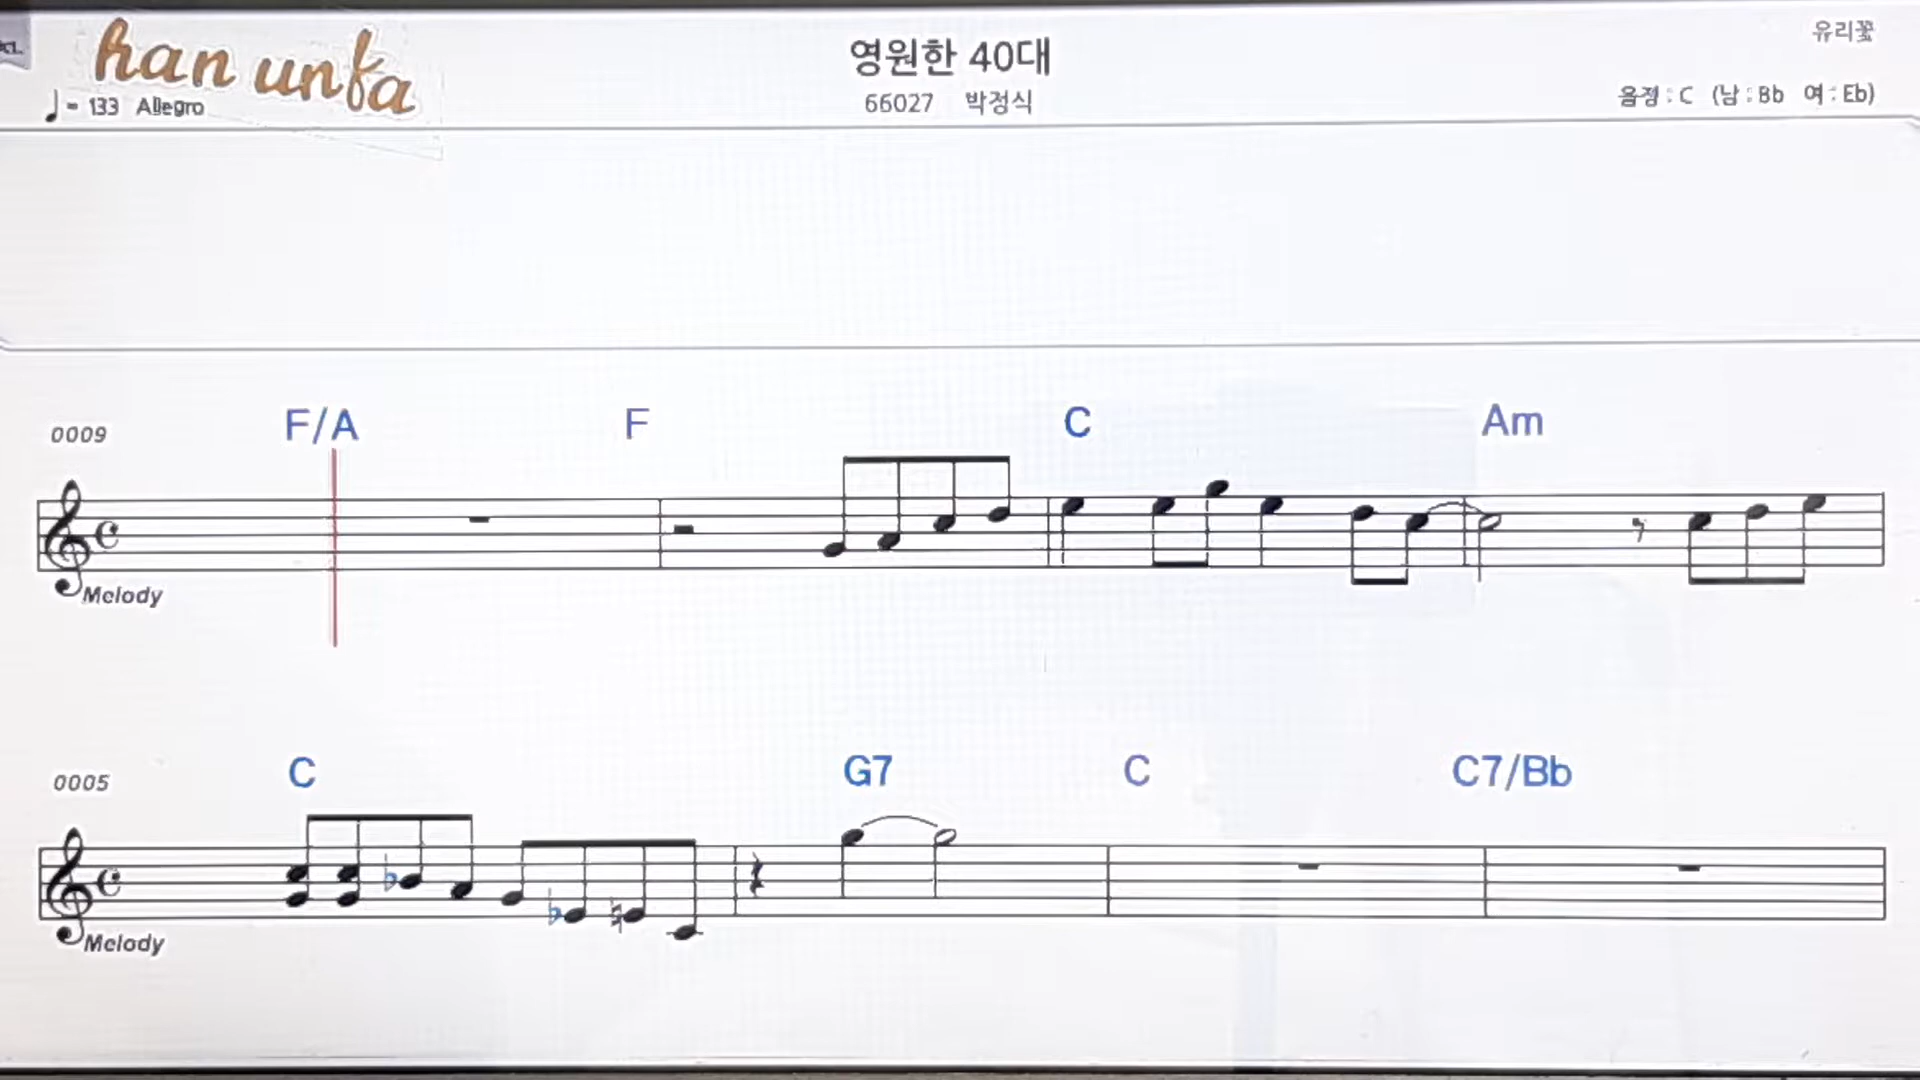 han unfa
영원한 40대
유리꽃
♩= 133 Allegro
66027 박정식
음정 : C (남 : Bb 여 : Eb)
0009 F/A F C Am
Melody
0005 C G7 C C7/Bb
Melody